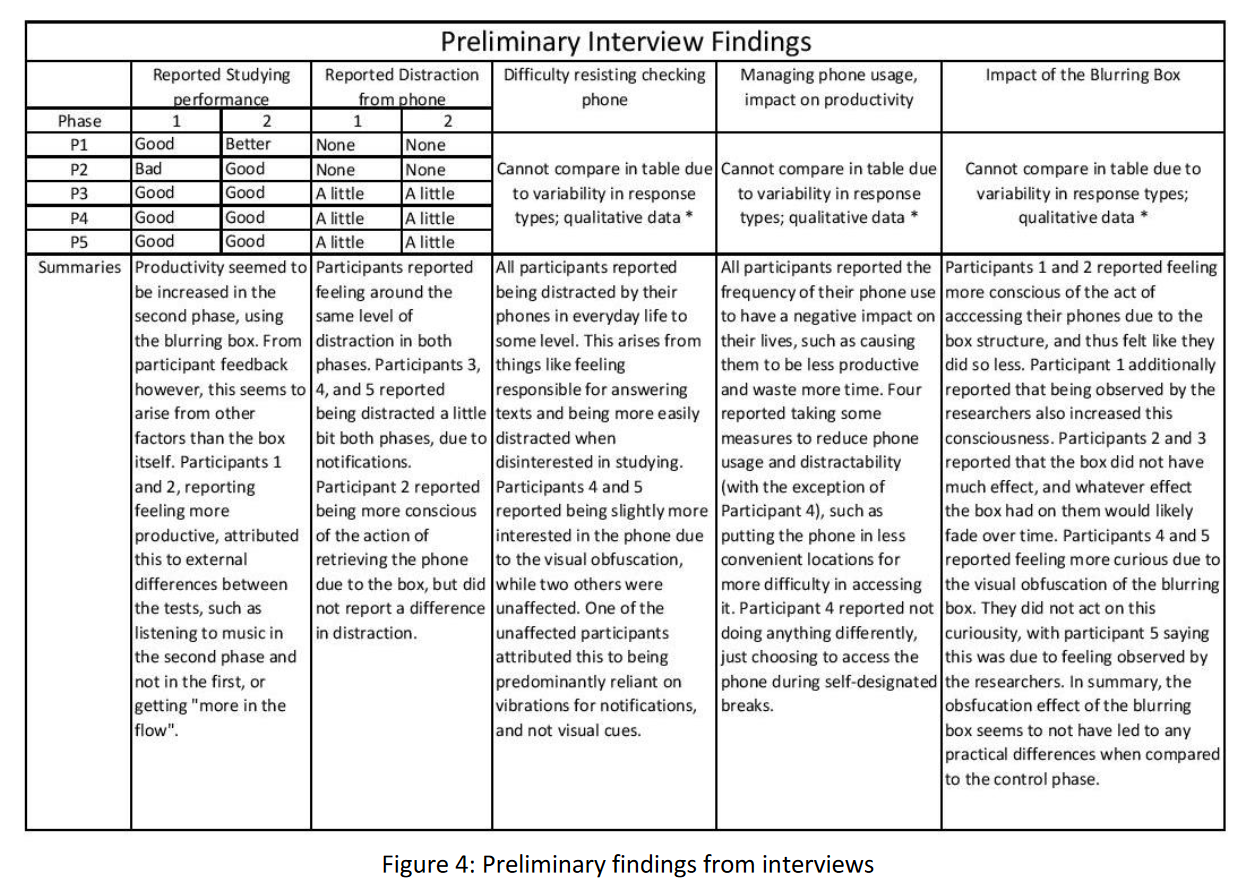 Preliminary Interview Findings
Reported Studying
performance
Reported Distraction
from phone
Difficulty resisting checking
phone
Managing phone usage,
impact on productivity
Impact of the Blurring Box
Phase 1 2 1 2
P1 Good Better None None
P2 Bad Good None None
P3 Good Good A little A little
P4 Good Good A little A little
P5 Good Good A little A little
Cannot compare in table due
to variability in response
types; qualitative data *
Cannot compare in table due
to variability in response
types; qualitative data *
Cannot compare in table due to
variability in response types;
qualitative data *
Summaries
Productivity seemed to
be increased in the
second phase, using
the blurring box. From
participant feedback
however, this seems to
arise from other
factors than the box
itself. Participants 1
and 2, reporting
feeling more
productive, attributed
this to external
differences between
the tests, such as
listening to music in
the second phase and
not in the first, or
getting "more in the
flow".
Participants reported
feeling around the
same level of
distraction in both
phases. Participants 3,
4, and 5 reported
being distracted a little
bit both phases, due to
notifications.
Participant 2 reported
being more conscious
of the action of
retrieving the phone
due to the box, but did
not report a difference
in distraction.
All participants reported
being distracted by their
phones in everyday life to
some level. This arises from
things like feeling
responsible for answering
texts and being more easily
distracted when
disinterested in studying.
Participants 4 and 5
reported being slightly more
interested in the phone due
to the visual obfuscation,
while two others were
unaffected. One of the
unaffected participants
attributed this to being
predominantly reliant on
vibrations for notifications,
and not visual cues.
All participants reported the
frequency of their phone use
to have a negative impact on
their lives, such as causing
them to be less productive
and waste more time. Four
reported taking some
measures to reduce phone
usage and distractability
(with the exception of
Participant 4), such as
putting the phone in less
convenient locations for
more difficulty in accessing
it. Participant 4 reported not
doing anything differently,
just choosing to access the
phone during self-designated
breaks.
Participants 1 and 2 reported feeling
more conscious of the act of
acccessing their phones due to the
box structure, and thus felt like they
did so less. Participant 1 additionally
reported that being observed by the
researchers also increased this
consciousness. Participants 2 and 3
reported that the box did not have
much effect, and whatever effect
the box had on them would likely
fade over time. Participants 4 and 5
reported feeling more curious due to
the visual obfuscation of the blurring
box. They did not act on this
curiousity, with participant 5 saying
this was due to feeling observed by
the researchers. In summary, the
obsfucation effect of the blurring
box seems to not have led to any
practical differences when compared
to the control phase.
Figure 4: Preliminary findings from interviews